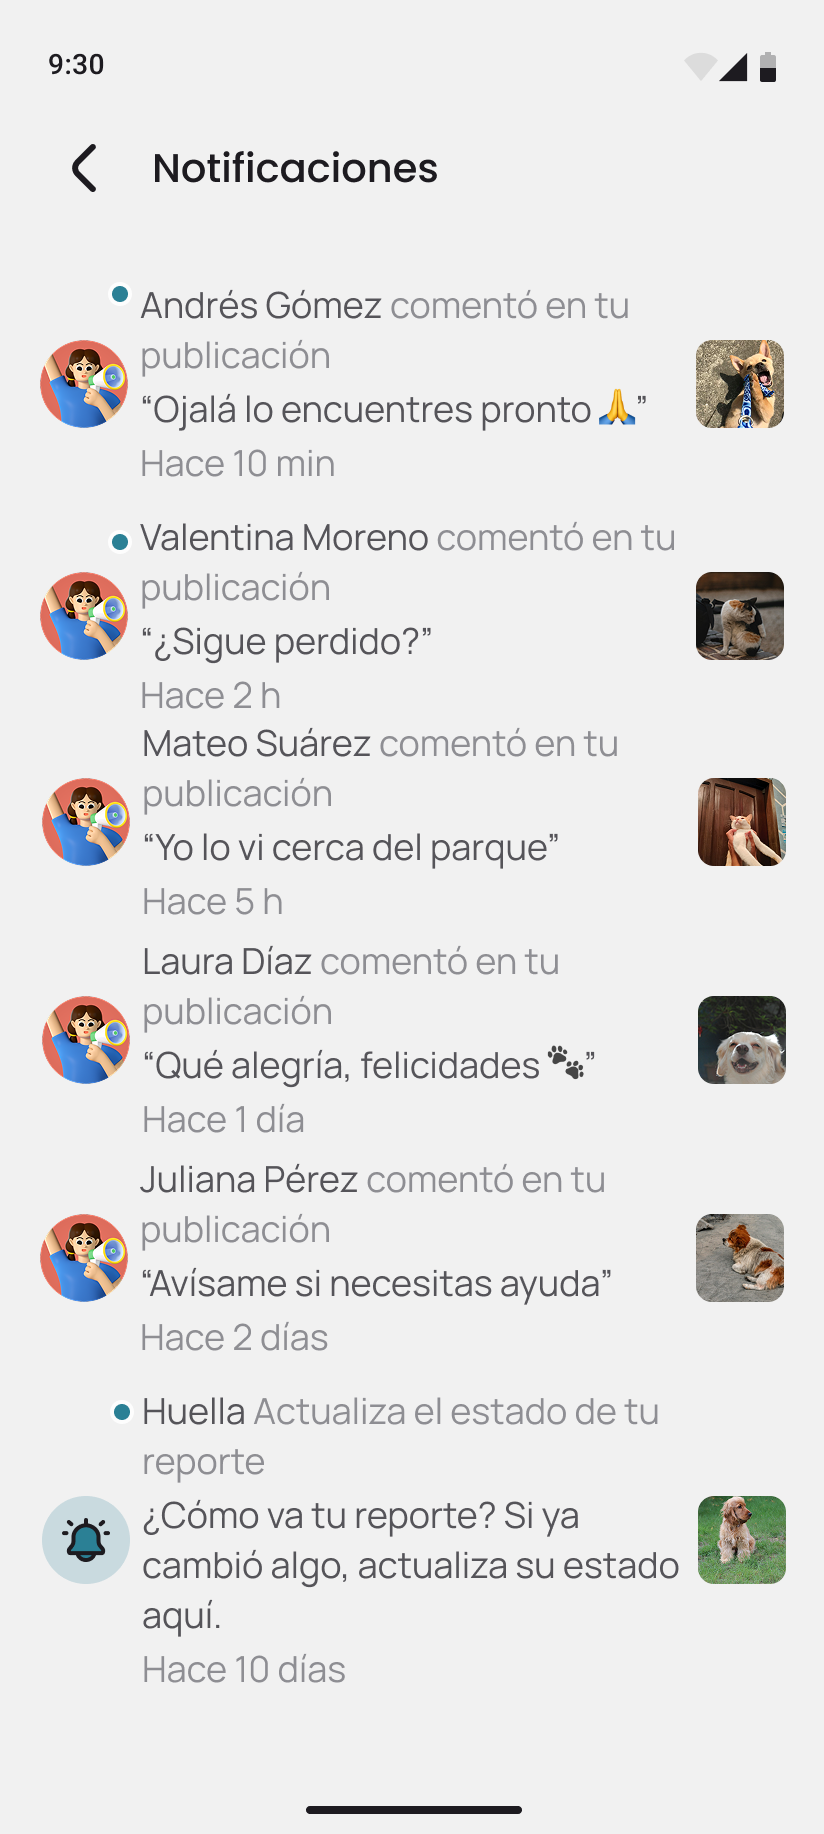 9:30
Notificaciones
Andrés Gómez comentó en tu
publicación
“Ojalá lo encuentres pronto 🙏”
Hace 10 min
Valentina Moreno comentó en tu
publicación
“¿Sigue perdido?”
Hace 2 h
Mateo Suárez comentó en tu
publicación
“Yo lo vi cerca del parque”
Hace 5 h
Laura Díaz comentó en tu
publicación
“Qué alegría, felicidades 🐾”
Hace 1 día
Juliana Pérez comentó en tu
publicación
“Avísame si necesitas ayuda”
Hace 2 días
Huella Actualiza el estado de tu
reporte
¿Cómo va tu reporte? Si ya
cambió algo, actualiza su estado
aquí.
Hace 10 días